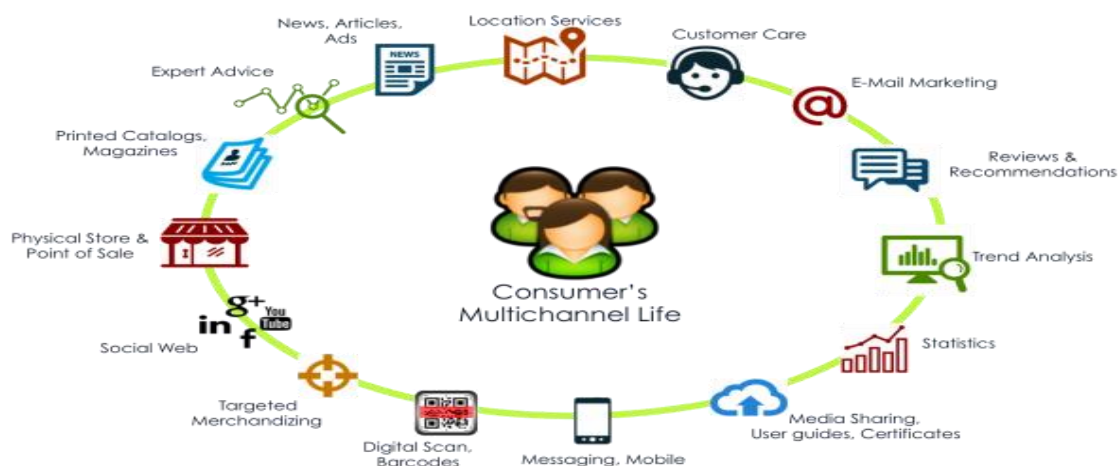 Location Services
News, Articles,
Ads
NEWS
Customer Care
Expert Advice
E-Mail Marketing
@
Printed Catalogs,
Magazines
Reviews &
Recommendations
Physical Store &
Point of Sale
Trend Analysis
Consumer's
Multichannel Life
g+
You
Tube
in
f
Social Web
Statistics
Targeted
Merchandizing
Media Sharing,
User guides, Certificates
Digital Scan,
Barcodes
Messaging, Mobile